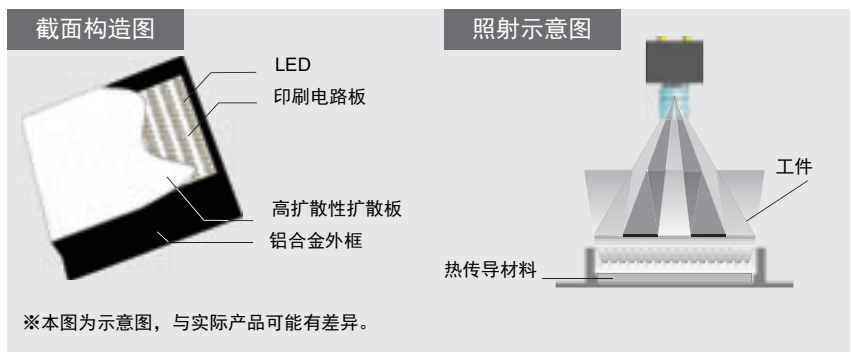 截面构造图
LED
印刷电路板
高扩散性扩散板
铝合金外框
※本图为示意图，与实际产品可能有差异。
照射示意图
工件
热传导材料